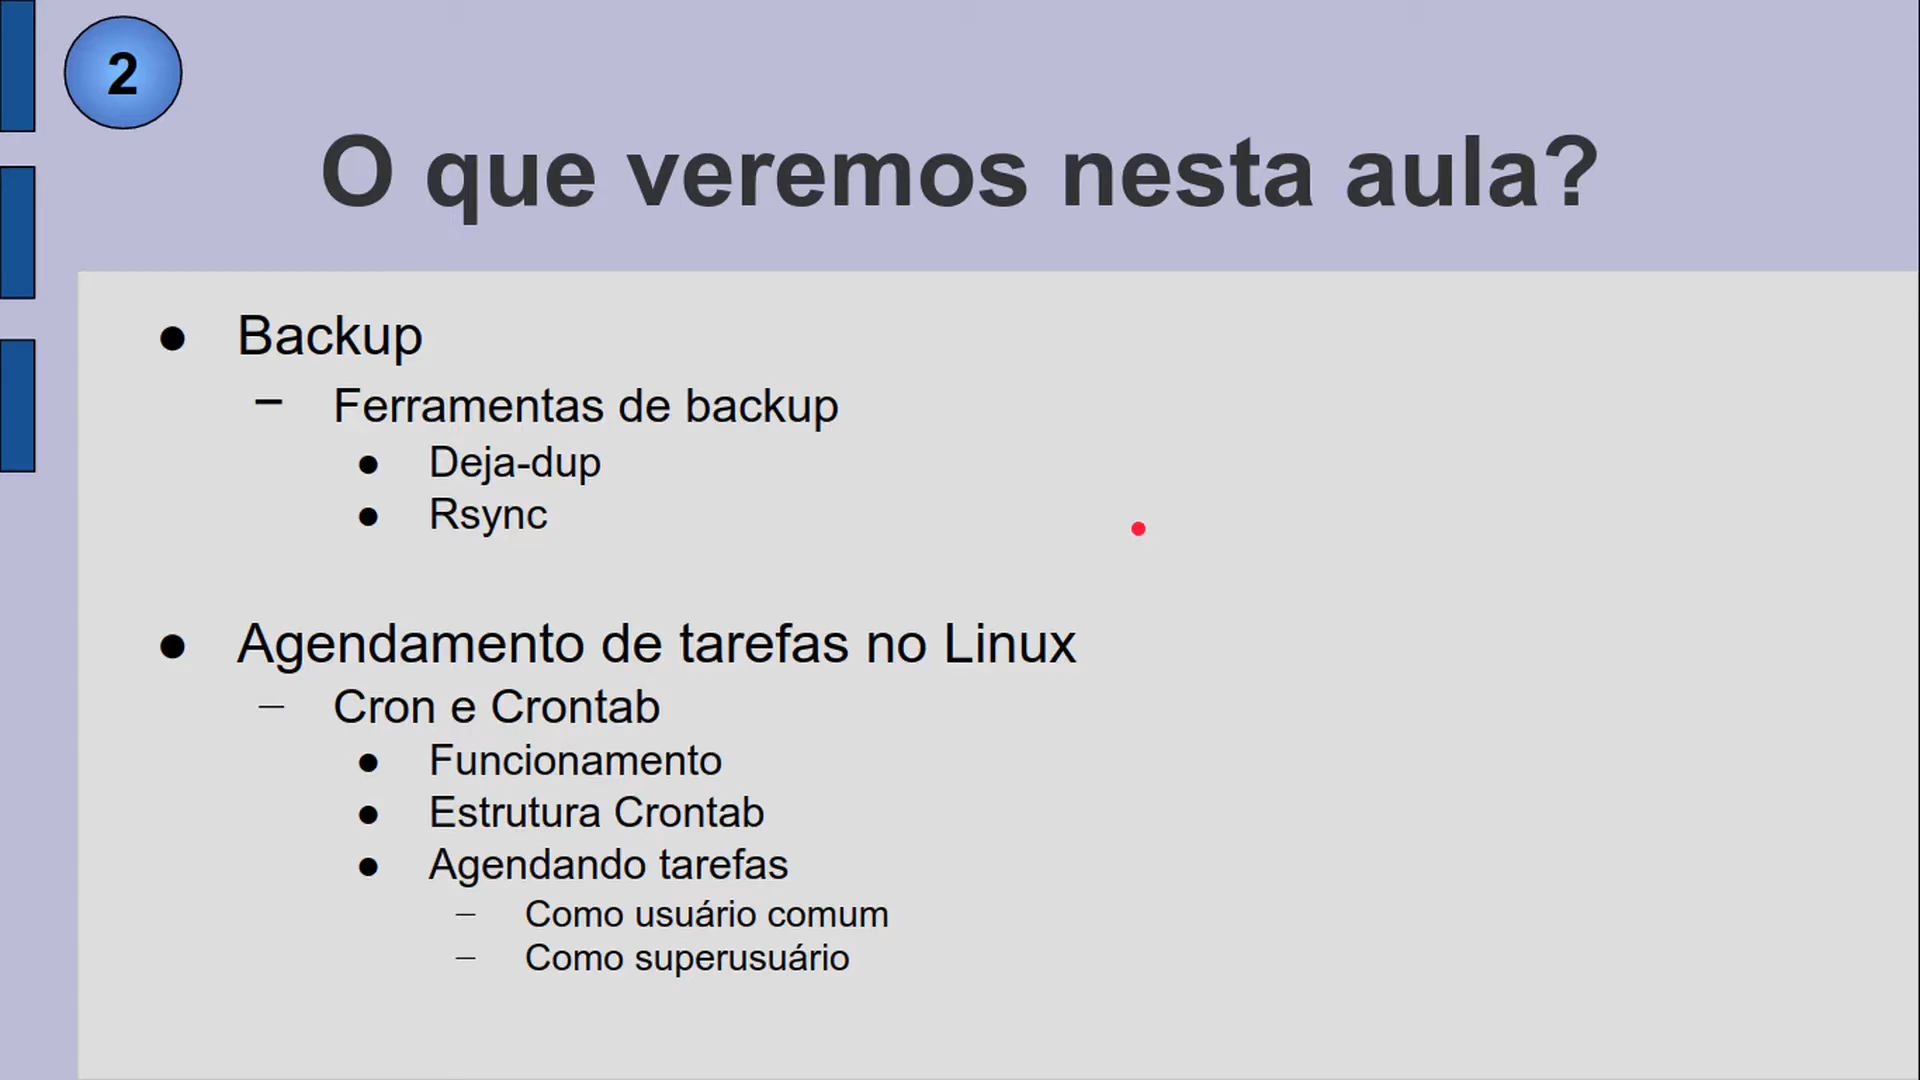 2
O que veremos nesta aula?
● Backup
– Ferramentas de backup
● Deja-dup
● Rsync
● Agendamento de tarefas no Linux
– Cron e Crontab
● Funcionamento
● Estrutura Crontab
● Agendando tarefas
– Como usuário comum
– Como superusuário